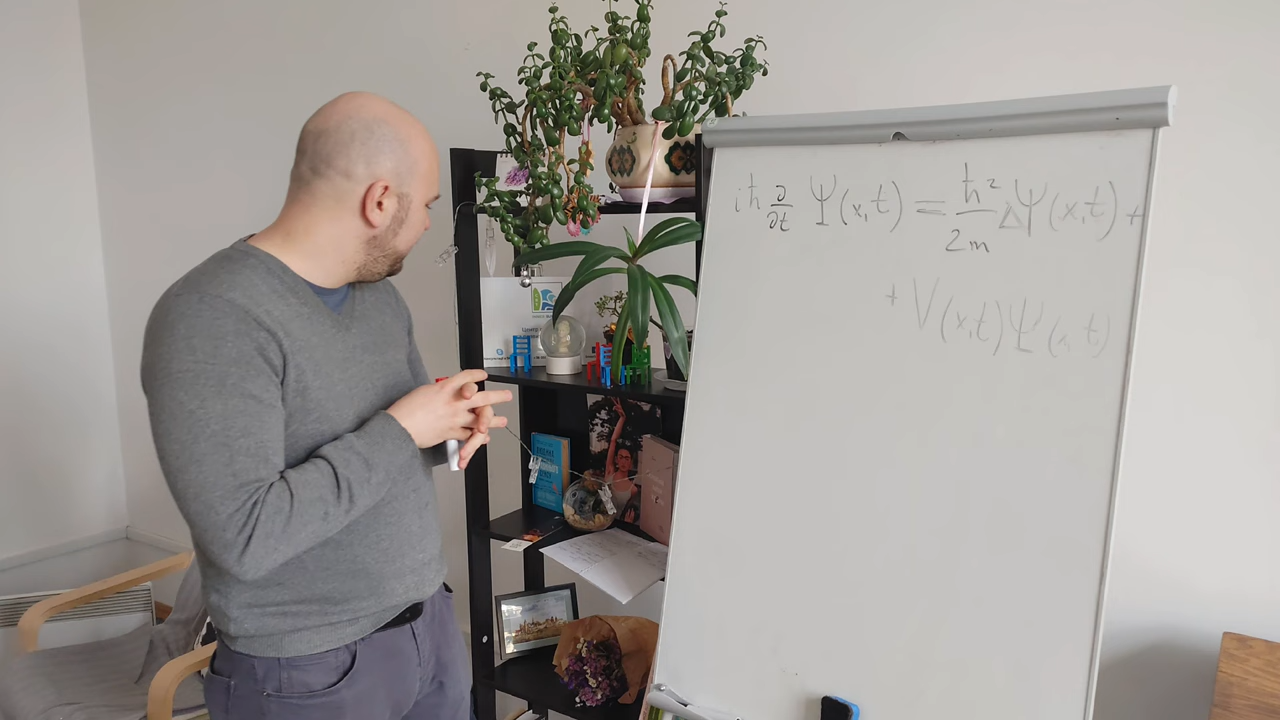 iħ ∂/∂t Ψ(x,t) = ħ²/2m ΔΨ(x,t) +
+ V(x,t)Ψ(x,t)